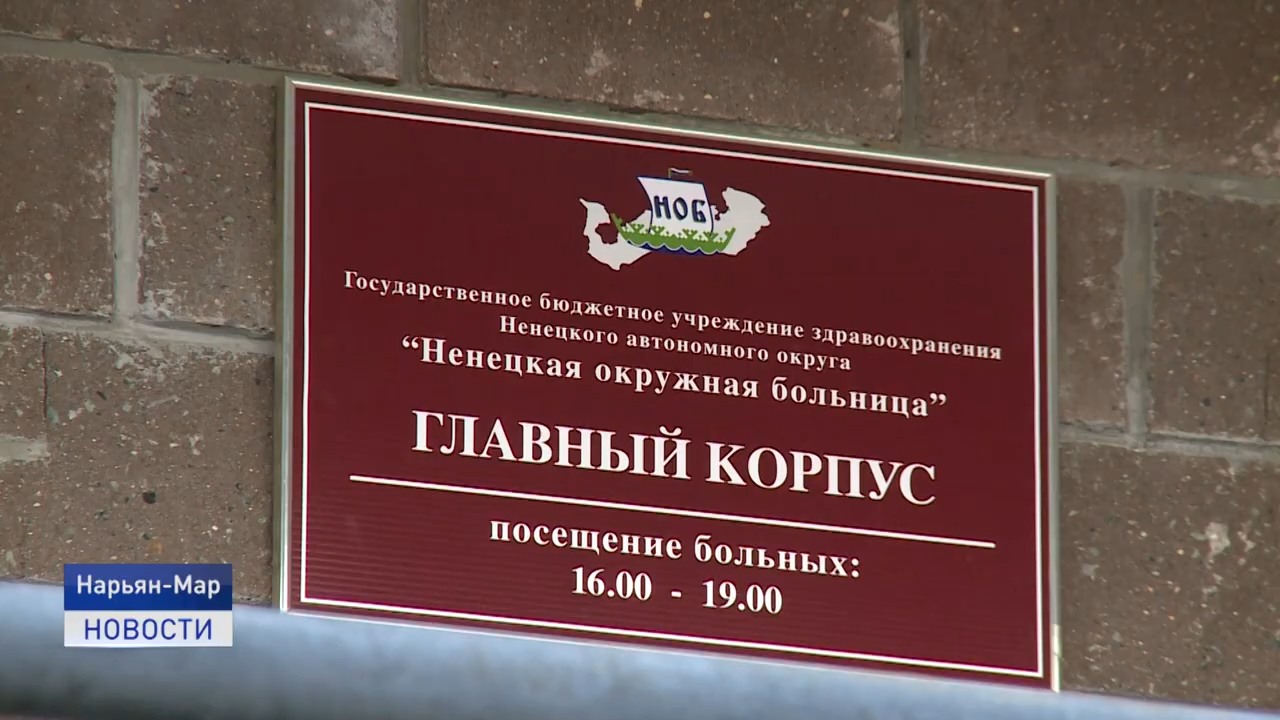 НОБ
Государственное бюджетное учреждение здравоохранения
Ненецкого автономного округа
“Ненецкая окружная больница”
ГЛАВНЫЙ КОРПУС
посещение больных:
16.00 - 19.00
Нарьян-Мар
НОВОСТИ